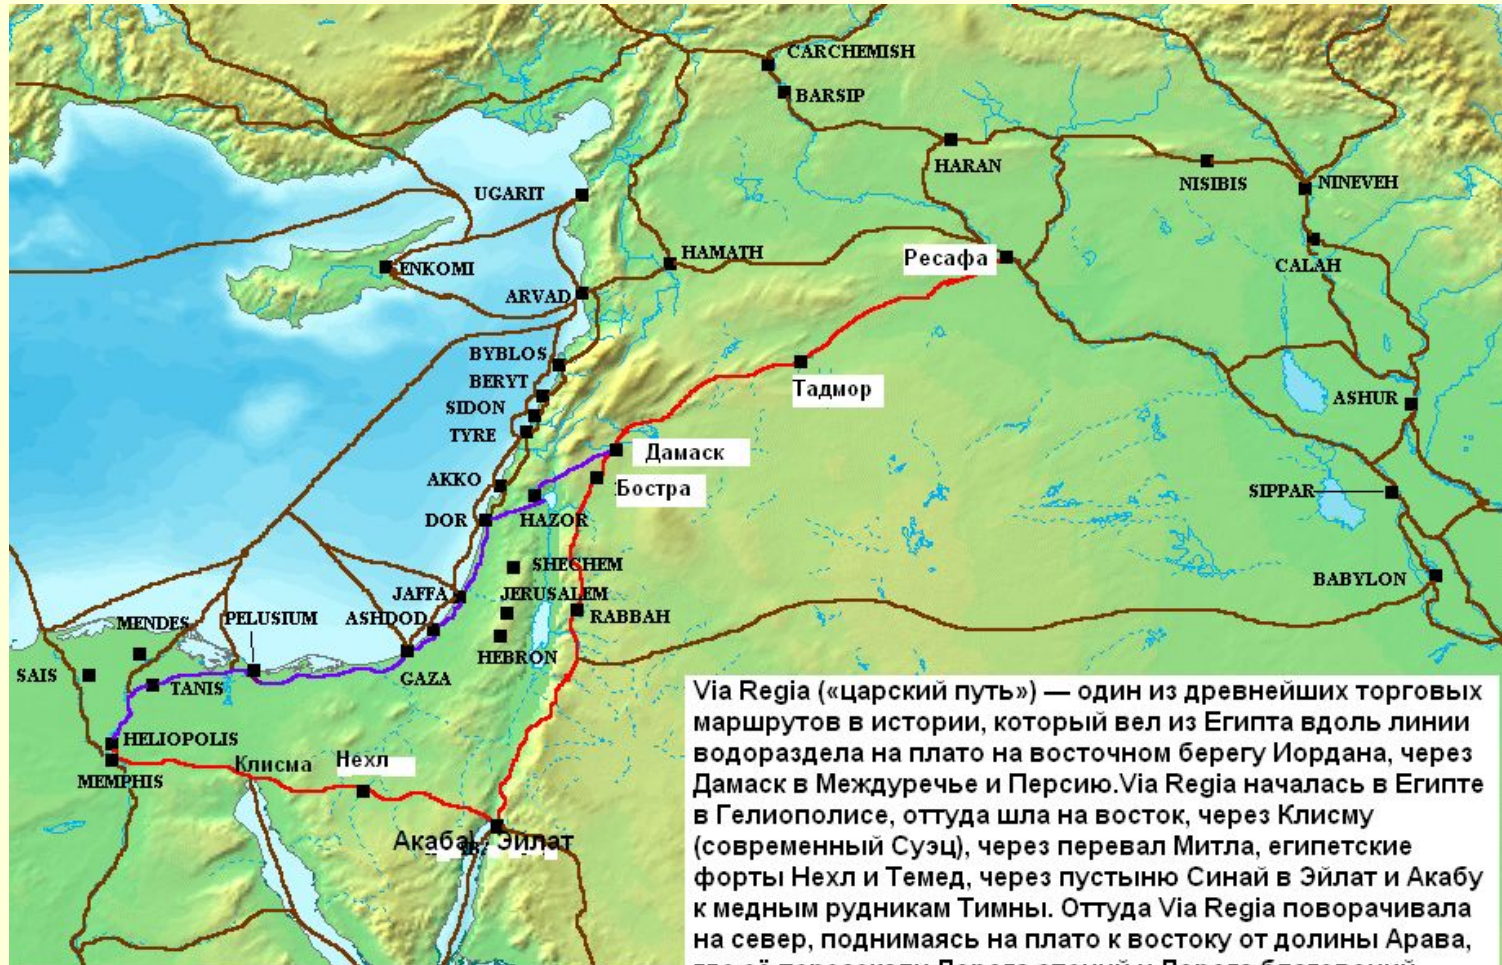 CARCHEMISH
BARSIP
HARAN
NISIBIS
NINEVEH
UGARIT
HAMATH
Ресафа
CALAH
ENKOMI
ARVAD
BYBLOS
BERYT
SIDON
TYRE
Тадмор
ASHUR
Дамаск
AKKO
Бостра
SIPPAR
DOR
HAZOR
SHECHEM
BABYLON
JAFFA
JERUSALEM
MENDES
PELUSIUM
ASHDOD
RABBAH
HEBRON
SAIS
TANIS
GAZA
HELIOPOLIS
Клисма
Нехл
MEMPHIS
Акаба
Эйлат
Via Regia («царский путь») — один из древнейших торговых
маршрутов в истории, который вел из Египта вдоль линии
водораздела на плато на восточном берегу Иордана, через
Дамаск в Междуречье и Персию.Via Regia началась в Египте
в Гелиополисе, оттуда шла на восток, через Клисму
(современный Суэц), через перевал Митла, египетские
форты Нехл и Темед, через пустыню Синай в Эйлат и Акабу
к медным рудникам Тимны. Оттуда Via Regia поворачивала
на север, поднимаясь на плато к востоку от долины Арава,